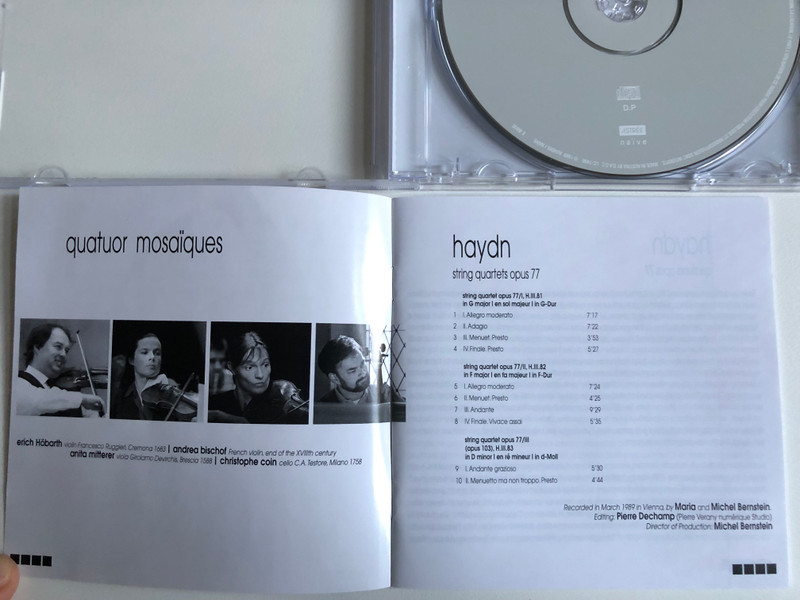 D.P
naïve
quatuor mosaïques
erich Höbarth violin Francesco Ruggieri, Cremona 1683 | andrea bischof French violin, end of the XVIIIth century
anita mitterer viola Girolamo Devirchis, Brescia 1588 | christophe coin cello C.A. Testore, Milano 1758
haydn
string quartets opus 77
string quartet opus 77/I, H.III.81
in G major I en sol majeur I in G-Dur
1 I. Allegro moderato 7'17
2 II. Adagio 7'22
3 III. Menuet. Presto 3'53
4 IV. Finale. Presto 5'27
string quartet opus 77/II, H.III.82
in F major I en fa majeur I in F-Dur
5 I. Allegro moderato 7'24
6 II. Menuet. Presto 4'25
7 III. Andante 9'29
8 IV. Finale. Vivace assai 5'35
string quartet opus 77/III
(opus 103), H.III.83
in D minor I en ré mineur I in d-Moll
9 I. Andante grazioso 5'30
10 II. Menuetto ma non troppo. Presto 4'44
Recorded in March 1989 in Vienna, by Maria and Michel Bernstein.
Editing: Pierre Dechamp (Pierre Verany numérique Studio)
Director of Production: Michel Bernstein